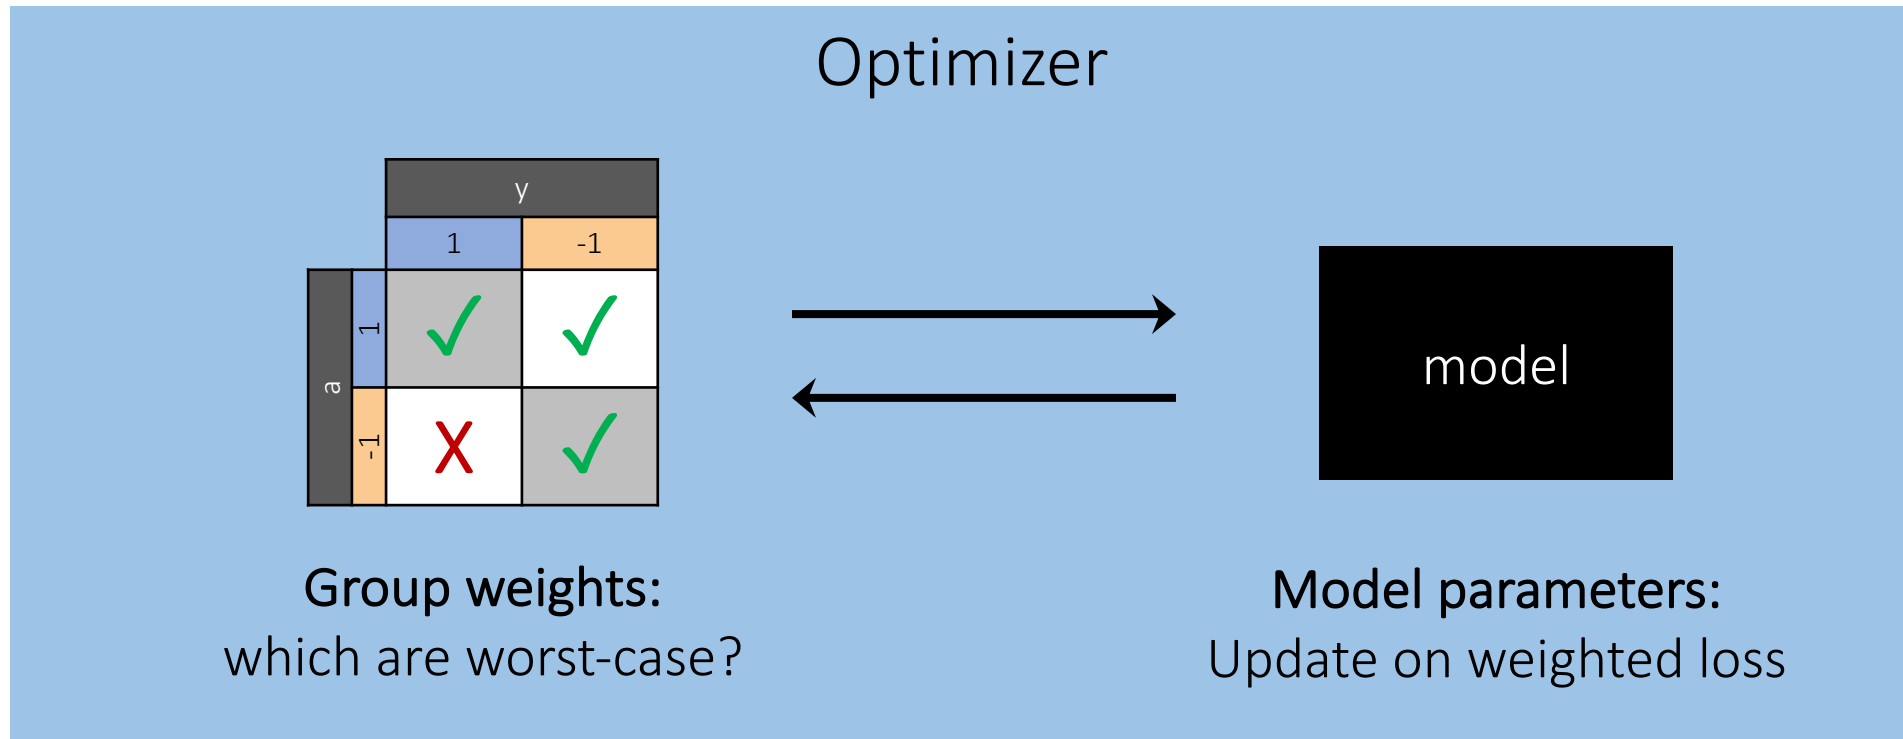 Optimizer
y
1 -1
a
1
-1
model
Group weights:
which are worst-case?
Model parameters:
Update on weighted loss